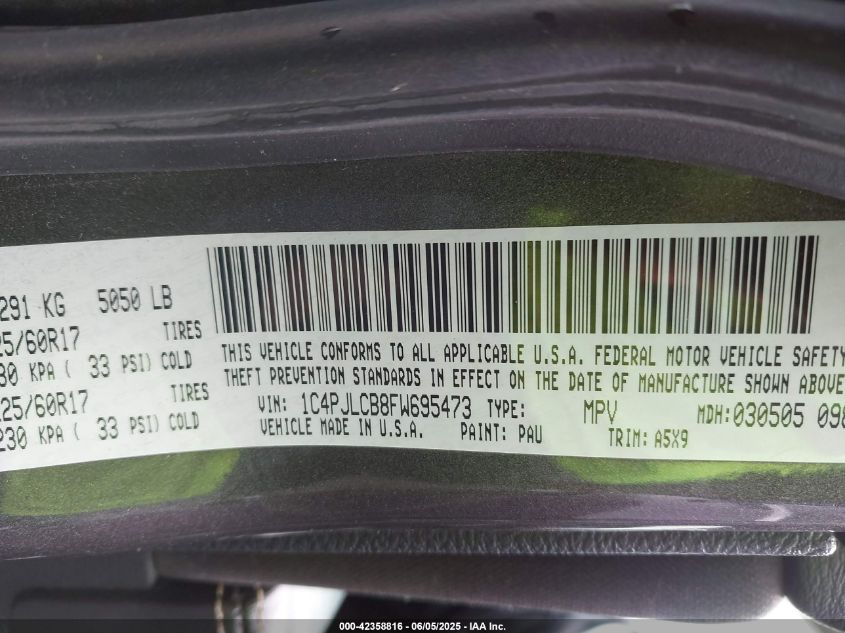 291 KG 5050 LB
25/60R17 TIRES
30 KPA ( 33 PSI) COLD
25/60R17 TIRES
230 KPA ( 33 PSI) COLD
THIS VEHICLE CONFORMS TO ALL APPLICABLE U.S.A. FEDERAL MOTOR VEHICLE SAFETY
THEFT PREVENTION STANDARDS IN EFFECT ON THE DATE OF MANUFACTURE SHOWN ABOVE
VIN: 1C4PJLCB8FW695473 TYPE: MPV MDH:030505 098
VEHICLE MADE IN U.S.A. PAINT: PAU TRIM: A5X9
000-42358816 - 06/05/2025 - IAA Inc.